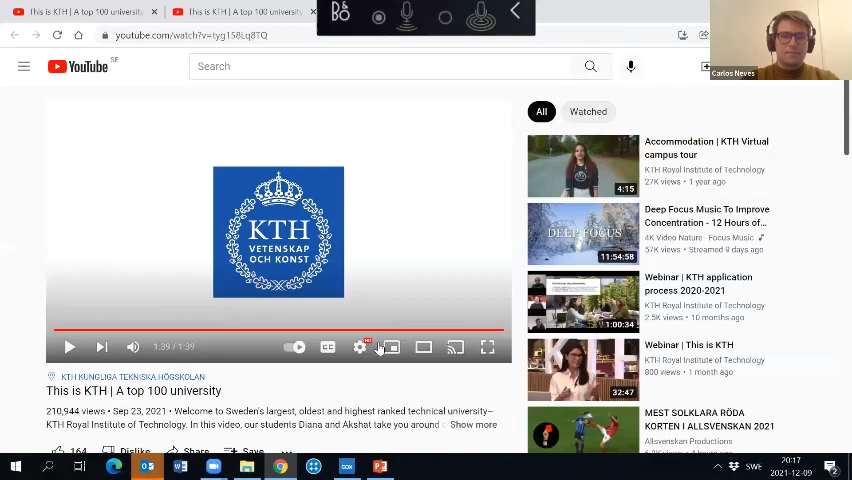 This is KTH | A top 100 university
This is KTH | A top 100 university
B&O
youtube.com/watch?v=tyg158Lq8TQ
YouTube SE
Search
Carlos Neves
All
Watched
KTH
VETENSKAP
OCH KONST
1:39 / 1:39
HD
KTH KUNGLIGA TEKNISKA HÖGSKOLAN
This is KTH | A top 100 university
210,944 views • Sep 23, 2021 • Welcome to Sweden's largest, oldest and highest ranked technical university–
KTH Royal Institute of Technology. In this video, our students Diana and Akshat take you around Show more
164 Dislike Share Save
4:15
Accommodation | KTH Virtual
campus tour
KTH Royal Institute of Technology
27K views • 1 year ago
DEEP FOCUS
11:54:58
Deep Focus Music To Improve
Concentration - 12 Hours of...
4K Video Nature - Focus Music
57K views • Streamed 9 days ago
1:00:34
Webinar | KTH application
process 2020-2021
KTH Royal Institute of Technology
2.5K views • 10 months ago
32:47
Webinar | This is KTH
KTH Royal Institute of Technology
800 views • 1 month ago
MEST SOLKLARA RÖDA
KORTEN I ALLSVENSKAN 2021
Allsvenskan Productions
SWE
20:17
2021-12-09
2